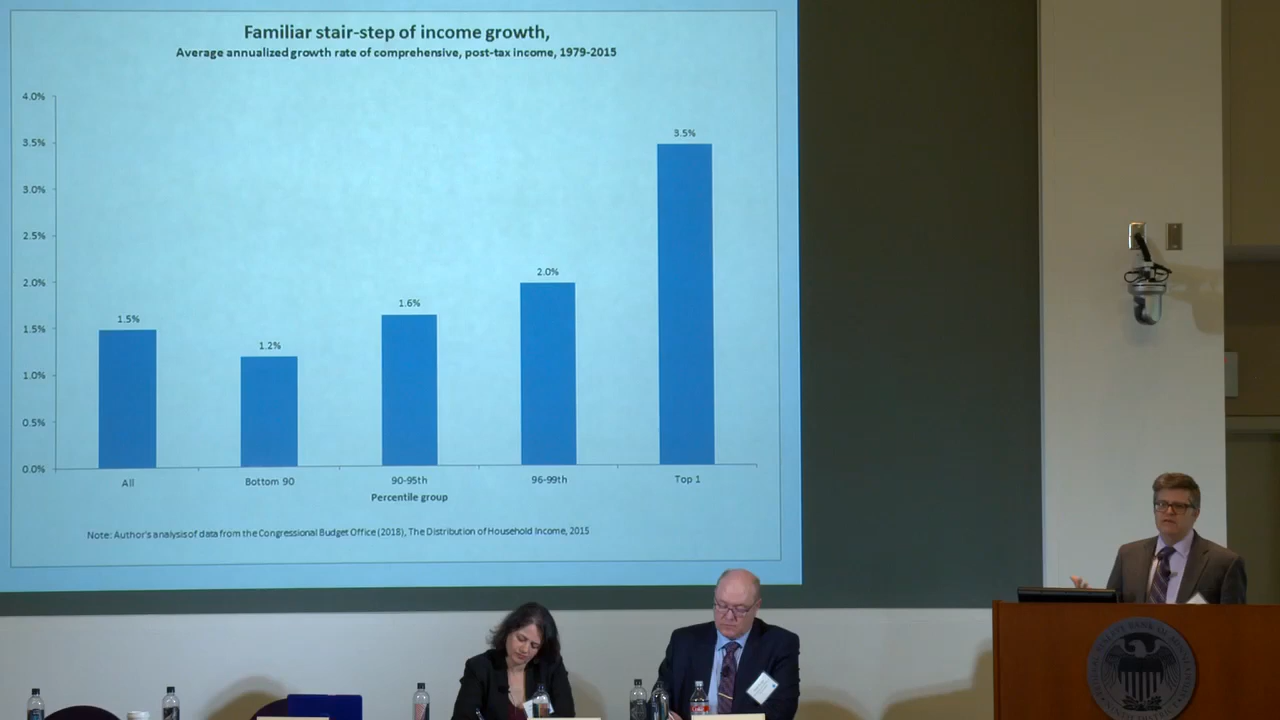 Familiar stair-step of income growth,
Average annualized growth rate of comprehensive, post-tax income, 1979-2015
4.0%
3.5%
3.0%
2.5%
2.0%
1.5%
1.0%
0.5%
0.0%
1.5%
1.2%
1.6%
2.0%
3.5%
All
Bottom 90
90-95th
96-99th
Top 1
Percentile group
Note: Author's analysis of data from the Congressional Budget Office (2018), The Distribution of Household Income, 2015